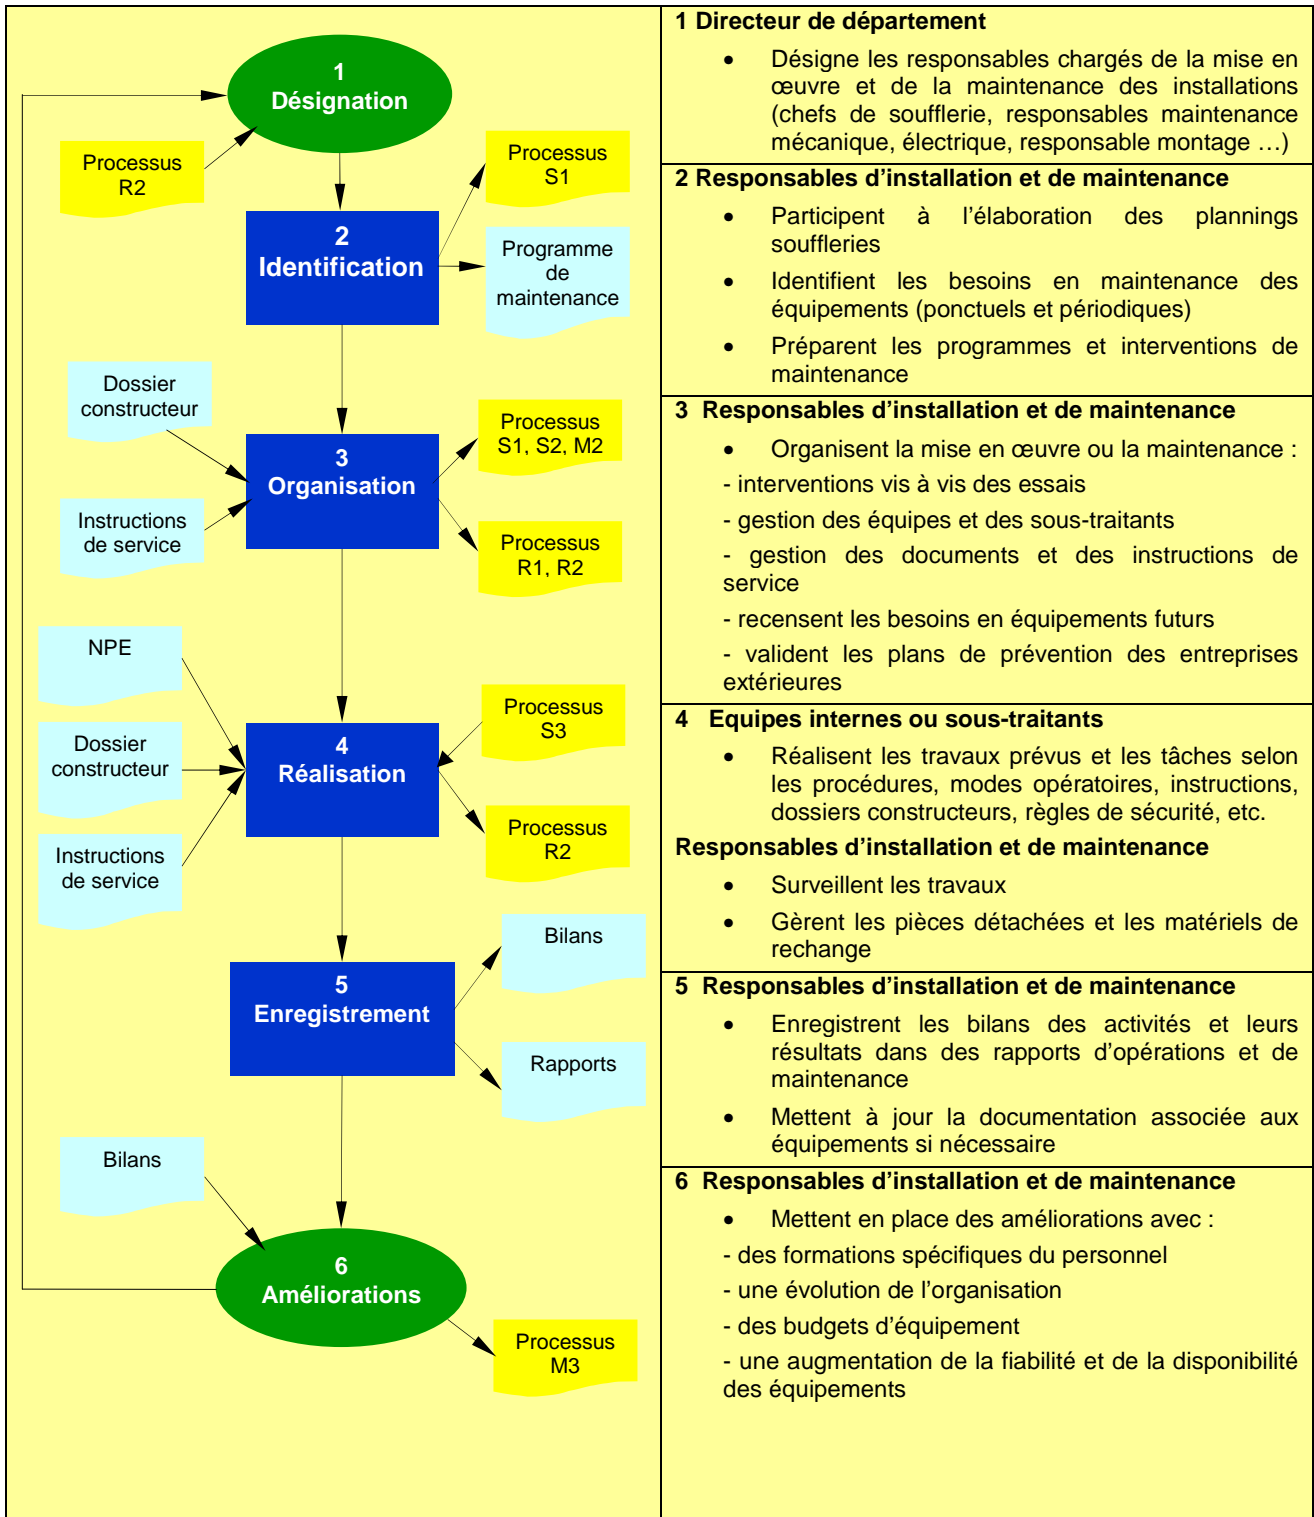 1
Désignation
Processus
R2
Processus
S1
2
Identification
Programme
de
maintenance
Dossier
constructeur
Processus
S1, S2, M2
3
Organisation
Instructions
de service
Processus
R1, R2
NPE
Processus
S3
Dossier
constructeur
4
Réalisation
Processus
R2
Instructions
de service
Bilans
5
Enregistrement
Rapports
Bilans
6
Améliorations
Processus
M3
1 Directeur de département
• Désigne les responsables chargés de la mise en
œuvre et de la maintenance des installations
(chefs de soufflerie, responsables maintenance
mécanique, électrique, responsable montage …)
2 Responsables d’installation et de maintenance
• Participent à l’élaboration des plannings
souffleries
• Identifient les besoins en maintenance des
équipements (ponctuels et périodiques)
• Préparent les programmes et interventions de
maintenance
3 Responsables d’installation et de maintenance
• Organisent la mise en œuvre ou la maintenance :
- interventions vis à vis des essais
- gestion des équipes et des sous-traitants
- gestion des documents et des instructions de
service
- recensent les besoins en équipements futurs
- valident les plans de prévention des entreprises
extérieures
4 Equipes internes ou sous-traitants
• Réalisent les travaux prévus et les tâches selon
les procédures, modes opératoires, instructions,
dossiers constructeurs, règles de sécurité, etc.
Responsables d’installation et de maintenance
• Surveillent les travaux
• Gèrent les pièces détachées et les matériels de
rechange
5 Responsables d’installation et de maintenance
• Enregistrent les bilans des activités et leurs
résultats dans des rapports d’opérations et de
maintenance
• Mettent à jour la documentation associée aux
équipements si nécessaire
6 Responsables d’installation et de maintenance
• Mettent en place des améliorations avec :
- des formations spécifiques du personnel
- une évolution de l’organisation
- des budgets d’équipement
- une augmentation de la fiabilité et de la disponibilité
des équipements